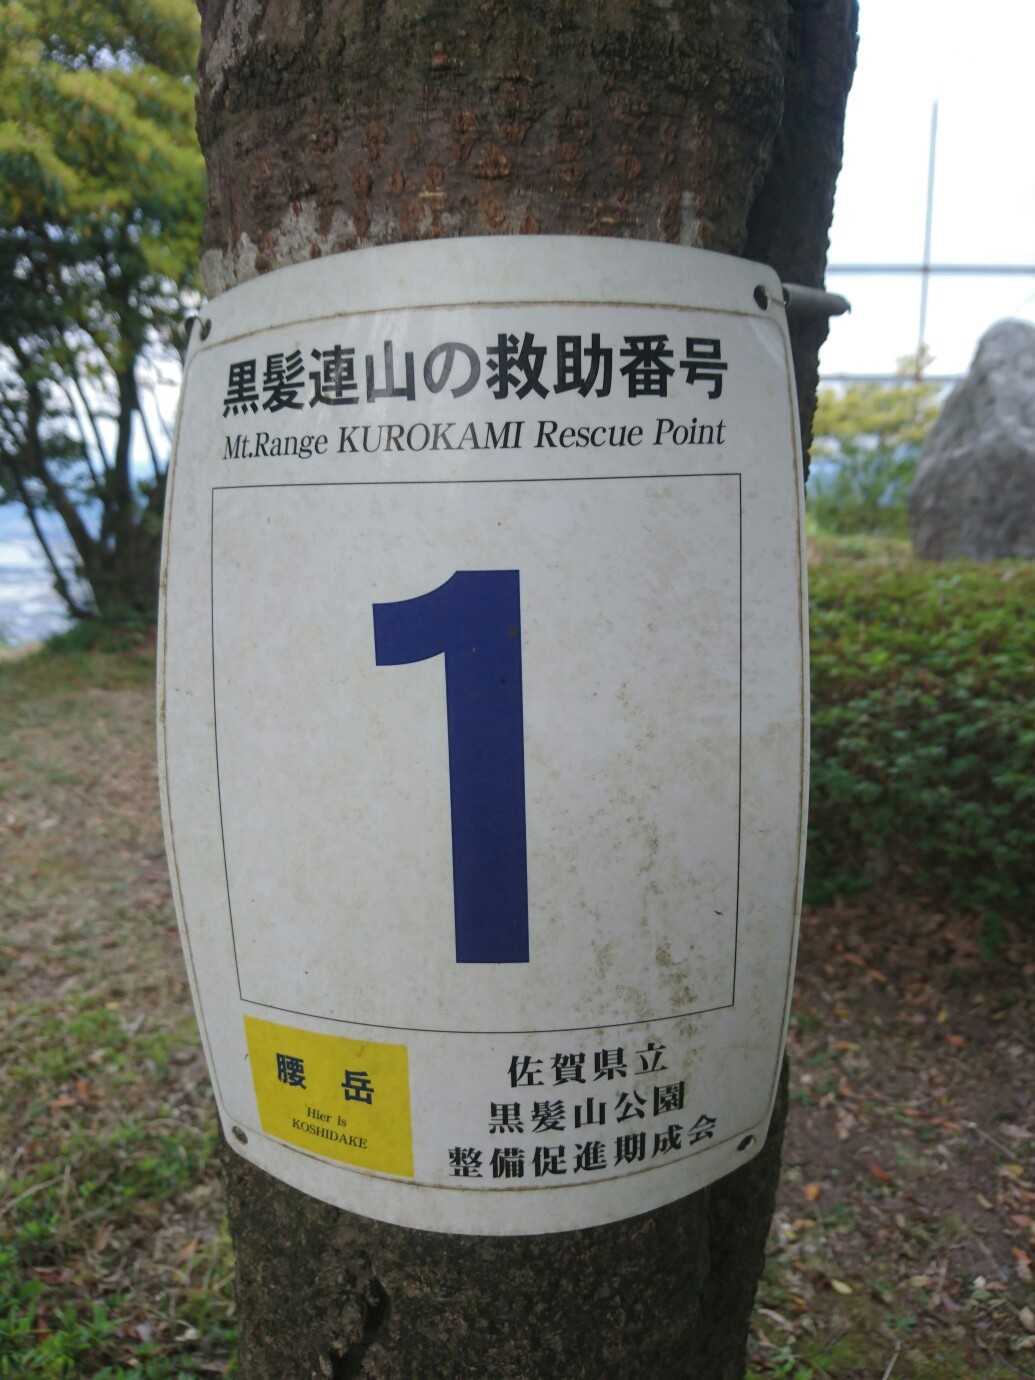 黒髪連山の救助番号
Mt.Range KUROKAMI Rescue Point
1
腰 岳
Hier is
KOSHIDAKE
佐賀県立
黒髪山公園
整備促進期成会